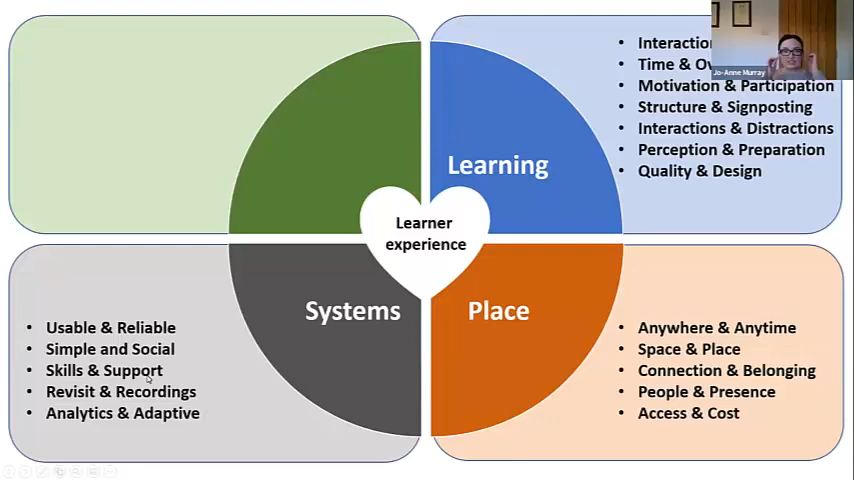 Learning
Systems
Place
Learner
experience
• Time &
• Motivation & Participation
• Structure & Signposting
• Interactions & Distractions
• Perception & Preparation
• Quality & Design
• Usable & Reliable
• Simple and Social
• Skills & Support
• Revisit & Recordings
• Analytics & Adaptive
• Anywhere & Anytime
• Space & Place
• Connection & Belonging
• People & Presence
• Access & Cost
Jo-Anne Murray